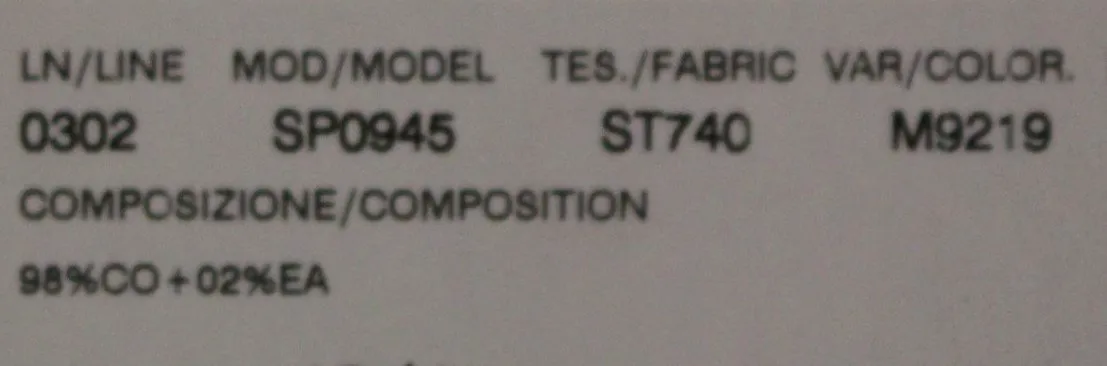 LN/LINE MOD/MODEL TES./FABRIC VAR/COLOR.
0302 SP0945 ST740 M9219
COMPOSIZIONE/COMPOSITION
98%CO+02%EA